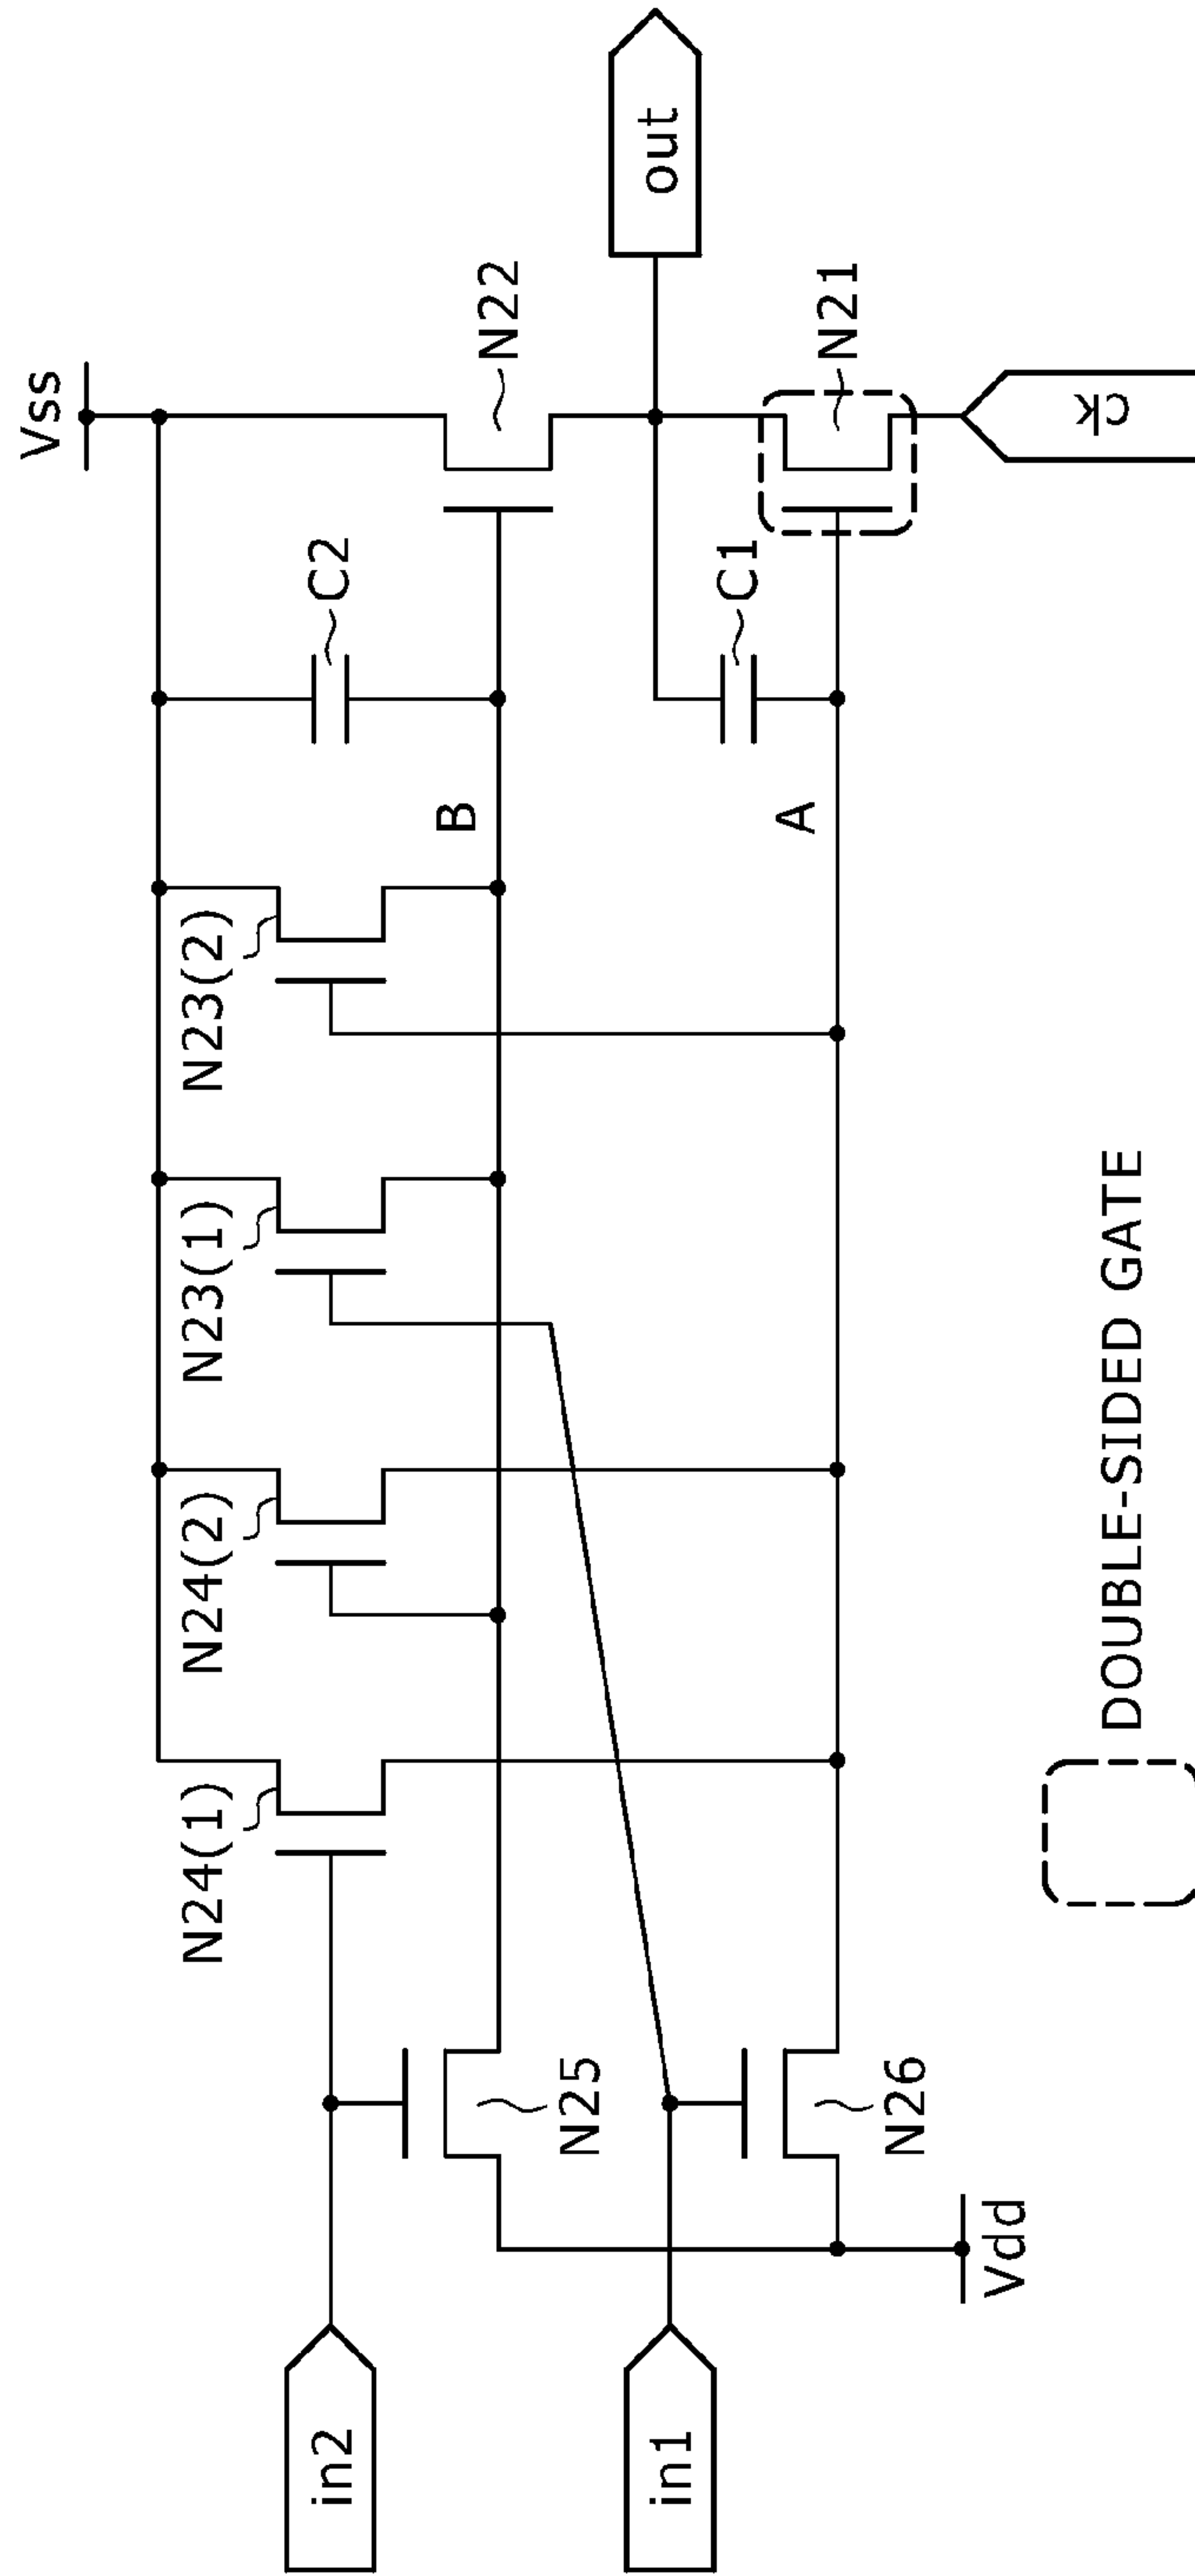 Vss
in2
N24(1)
N24(2)
N23(1)
N23(2)
C2
N22
B
N25
out
in1
C1
N21
A
N26
Vdd
ck
DOUBLE-SIDED GATE